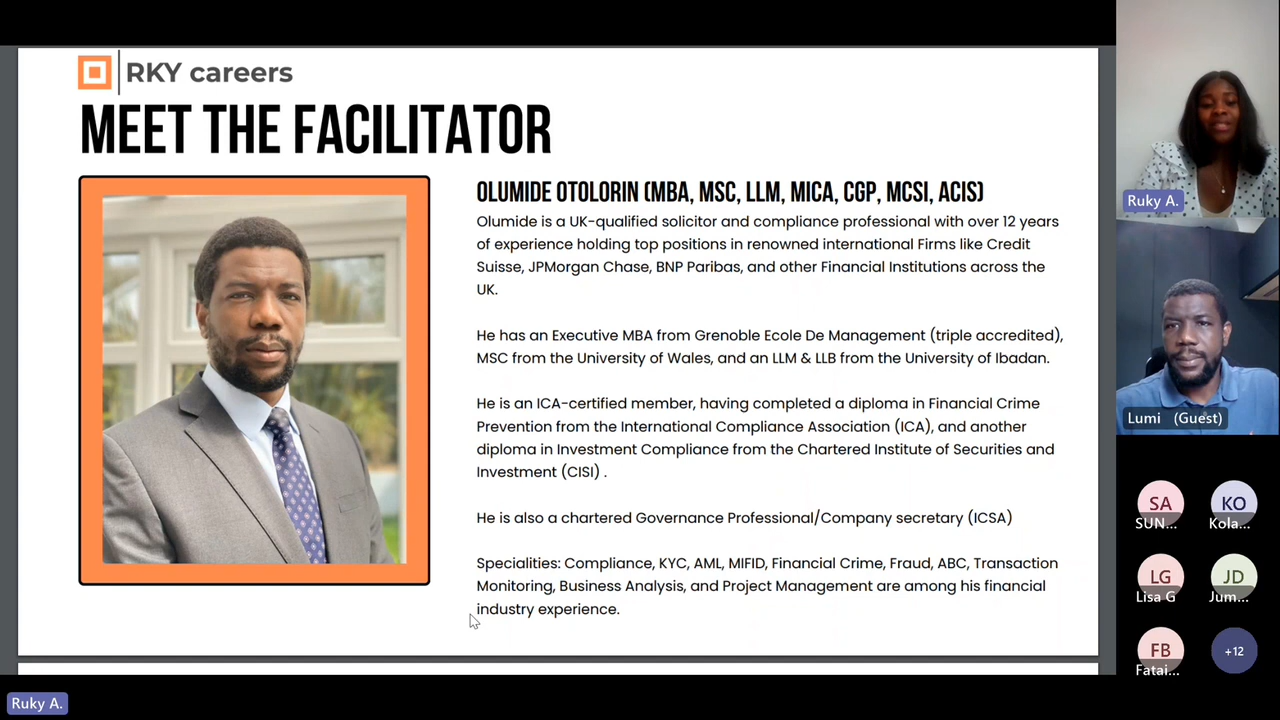 RKY careers
MEET THE FACILITATOR
OLUMIDE OTOLORIN (MBA, MSC, LLM, MICA, CGP, MCSI, ACIS)
Olumide is a UK-qualified solicitor and compliance professional with over 12 years
of experience holding top positions in renowned international Firms like Credit
Suisse, JPMorgan Chase, BNP Paribas, and other Financial Institutions across the
UK.
He has an Executive MBA from Grenoble Ecole De Management (triple accredited),
MSC from the University of Wales, and an LLM & LLB from the University of Ibadan.
He is an ICA-certified member, having completed a diploma in Financial Crime
Prevention from the International Compliance Association (ICA), and another
diploma in Investment Compliance from the Chartered Institute of Securities and
Investment (CISI) .
He is also a chartered Governance Professional/Company secretary (ICSA)
Specialities: Compliance, KYC, AML, MIFID, Financial Crime, Fraud, ABC, Transaction
Monitoring, Business Analysis, and Project Management are among his financial
industry experience.
Ruky A.
Lumi (Guest)
SA
SUN...
KO
Kola...
LG
Lisa G
JD
Jum...
FB
Fatai...
+12
Ruky A.